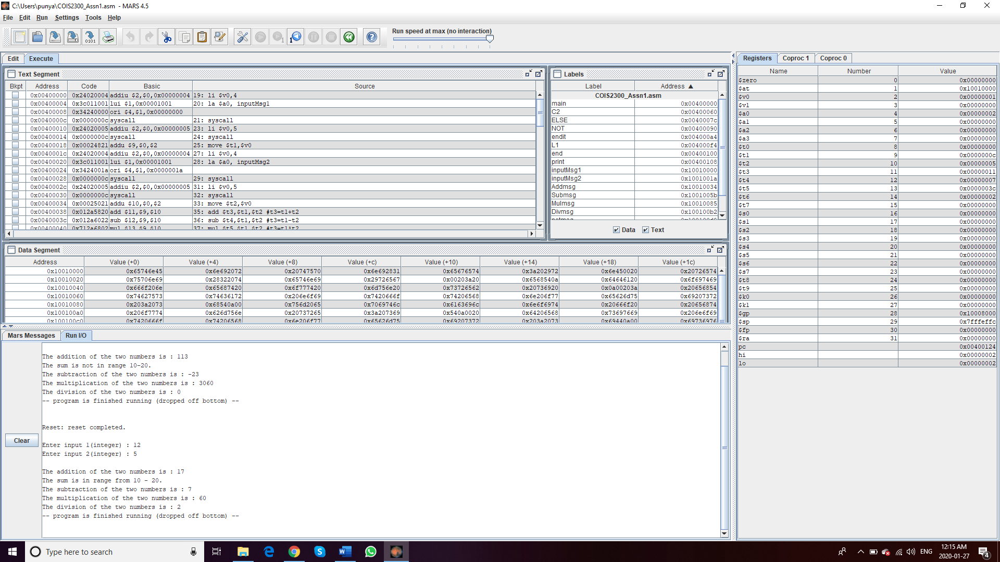 C:\Users\punya\COIS2300_Assn1.asm - MARS 4.5
File Edit Run Settings Tools Help
Run speed at max (no interaction)
Edit Execute
Text Segment
Bkpt Address Code Basic Source
0x00400000 0x24020004 addiu $2,$0,0x00000004 19: li $v0,4
0x00400004 0x3c011001 lui $1,0x00001001 20: la $a0, inputMsg1
0x00400008 0x34240000 ori $4,$1,0x00000000
0x0040000c 0x0000000c syscall 21: syscall
0x00400010 0x24020005 addiu $2,$0,0x00000005 23: li $v0,5
0x00400014 0x0000000c syscall 24: syscall
0x00400018 0x00024821 addu $9,$0,$2 25: move $t1,$v0
0x0040001c 0x24020004 addiu $2,$0,0x00000004 27: li $v0,4
0x00400020 0x3c011001 lui $1,0x00001001 28: la $a0, inputMsg2
0x00400024 0x3424001a ori $4,$1,0x0000001a
0x00400028 0x0000000c syscall 29: syscall
0x0040002c 0x24020005 addiu $2,$0,0x00000005 31: li $v0,5
0x00400030 0x0000000c syscall 32: syscall
0x00400034 0x00025021 addu $10,$0,$2 33: move $t2,$v0
0x00400038 0x012a5820 add $11,$9,$10 35: add $t3,$t1,$t2 #t3=t1+t2
0x0040003c 0x012a6022 sub $12,$9,$10 36: sub $t4,$t1,$t2 #t3=t1-t2
0x00400040 0x712a6802 mul $13,$9,$10 37: mul $t5,$t1,$t2 #t3=t1*t2
Labels
Label Address ▲
COIS2300_Assn1.asm
main 0x00400000
C2 0x00400060
ELSE 0x0040007c
NOT 0x00400090
endit 0x004000a4
L1 0x004000f4
end 0x00400100
print 0x00400108
inputMsg1 0x10010000
inputMsg2 0x1001001a
Addmsg 0x10010034
Submsg 0x1001005b
Mulmsg 0x10010085
Divmsg 0x100100b2
Data Text
Data Segment
Address Value (+0) Value (+4) Value (+8) Value (+c) Value (+10) Value (+14) Value (+18) Value (+1c)
0x10010000 0x65746e45 0x6e692072 0x20747570 0x6e692831 0x65676574 0x3a202972 0x6e450020 0x20726574
0x10010020 0x75706e69 0x28322074 0x65746e69 0x29726567 0x00203a20 0x6568540a 0x64646120 0x6f697469
0x10010040 0x666f206e 0x65687420 0x6f777420 0x6d756e20 0x73726562 0x20736920 0x0a00203a 0x20656854
0x10010060 0x74627573 0x74636172 0x206e6f69 0x7420666f 0x74206568 0x6e206f77 0x65626d75 0x69207372
0x10010080 0x203a2073 0x68540a00 0x756d2065 0x7069746c 0x6163696c 0x6e6f6974 0x20666f20 0x20656874
0x100100a0 0x206f7774 0x626d756e 0x20737265 0x3a207369 0x540a0020 0x64206568 0x73697669 0x206e6f69
0x100100c0 0x7420666f 0x74206568 0x6e206f77 0x65626d75 0x69207372 0x203a2073 0x69440a00 0x69736976
Mars Messages Run I/O
Clear
The addition of the two numbers is : 113
The sum is not in range 10-20.
The subtraction of the two numbers is : -23
The multiplication of the two numbers is : 3060
The division of the two numbers is : 0
-- program is finished running (dropped off bottom) --
Reset: reset completed.
Enter input 1(integer) : 12
Enter input 2(integer) : 5
The addition of the two numbers is : 17
The sum is in range from 10 - 20.
The subtraction of the two numbers is : 7
The multiplication of the two numbers is : 60
The division of the two numbers is : 2
-- program is finished running (dropped off bottom) --
Registers Coproc 1 Coproc 0
Name Number Value
$zero 0 0x00000000
$at 1 0x10010000
$v0 2 0x00000001
$v1 3 0x00000000
$a0 4 0x00000002
$a1 5 0x00000000
$a2 6 0x00000000
$a3 7 0x00000000
$t0 8 0x00000000
$t1 9 0x0000000c
$t2 10 0x00000005
$t3 11 0x00000011
$t4 12 0x00000007
$t5 13 0x0000003c
$t6 14 0x00000002
$t7 15 0x00000000
$s0 16 0x00000000
$s1 17 0x00000000
$s2 18 0x00000000
$s3 19 0x00000000
$s4 20 0x00000000
$s5 21 0x00000000
$s6 22 0x00000000
$s7 23 0x00000000
$t8 24 0x00000000
$t9 25 0x00000000
$k0 26 0x00000000
$k1 27 0x00000000
$gp 28 0x10008000
$sp 29 0x7fffeffc
$fp 30 0x00000000
$ra 31 0x00000000
pc 0x00400124
hi 0x00000002
lo 0x00000002
Type here to search
ENG
12:15 AM
2020-01-27
4